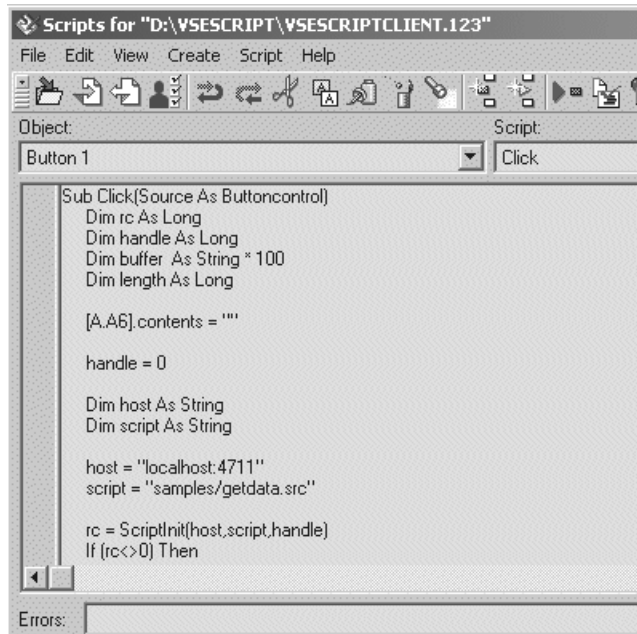 Scripts for "D:\VSESCRIPT\VSESCRIPTCLIENT.123"
File Edit View Create Script Help
Object: Script:
Button 1 Click
Sub Click(Source As Buttoncontrol)
Dim rc As Long
Dim handle As Long
Dim buffer As String * 100
Dim length As Long
[A.A6].contents = ""
handle = 0
Dim host As String
Dim script As String
host = "localhost:4711"
script = "samples/getdata.src"
rc = ScriptInit(host,script,handle)
If (rc<>0) Then
Errors: